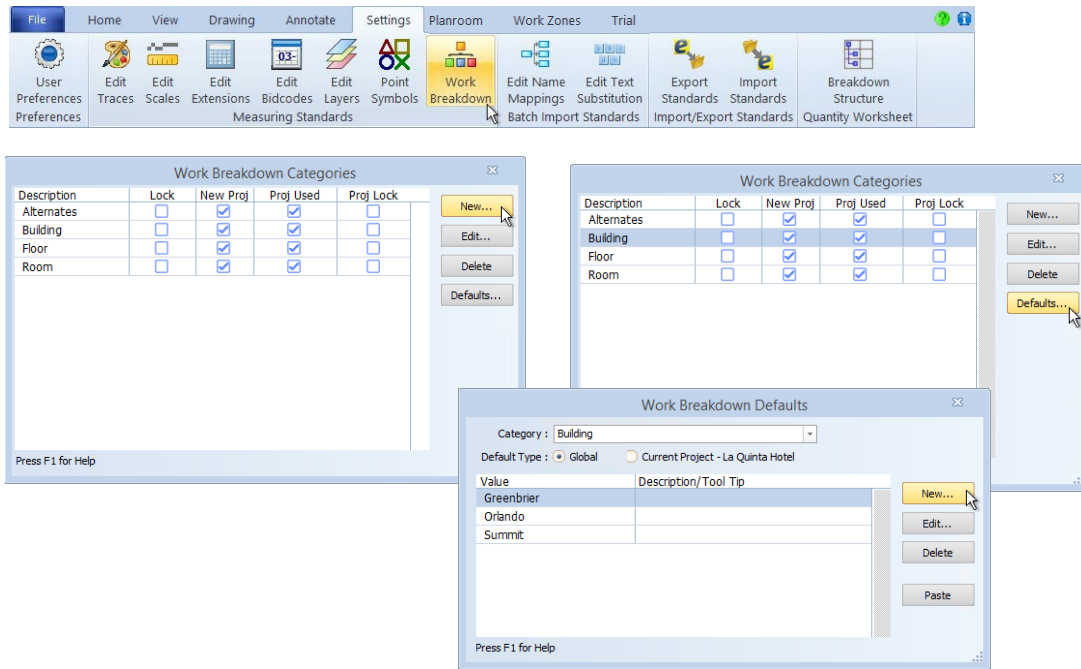 File Home View Drawing Annotate Settings Planroom Work Zones Trial
03-
User Preferences
Edit Traces
Edit Scales
Edit Extensions
Edit Bidcodes
Edit Layers
Point Symbols
Work Breakdown
Edit Name Mappings
Edit Text Substitution
Export Standards
Import Standards
Breakdown Structure
Preferences Measuring Standards Batch Import Standards Import/Export Standards Quantity Worksheet
Work Breakdown Categories
Description Lock New Proj Proj Used Proj Lock
Alternates
Building
Floor
Room
New...
Edit...
Delete
Defaults...
Press F1 for Help
Work Breakdown Categories
Description Lock New Proj Proj Used Proj Lock
Alternates
Building
Floor
Room
New...
Edit...
Delete
Defaults...
Work Breakdown Defaults
Category : Building
Default Type : Global Current Project - La Quinta Hotel
Value Description/Tool Tip
Greenbrier
Orlando
Summit
New...
Edit...
Delete
Paste
Press F1 for Help